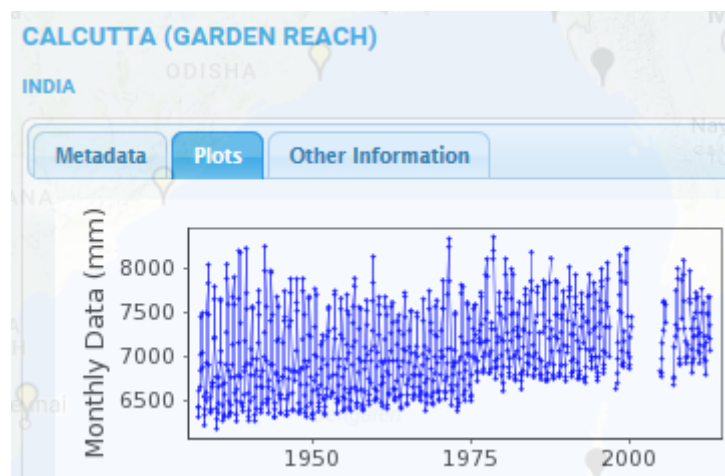 CALCUTTA (GARDEN REACH)
ODISHA
INDIA
Metadata Plots Other Information
Monthly Data (mm)
8000
7500
7000
6500
1950 1975 2000